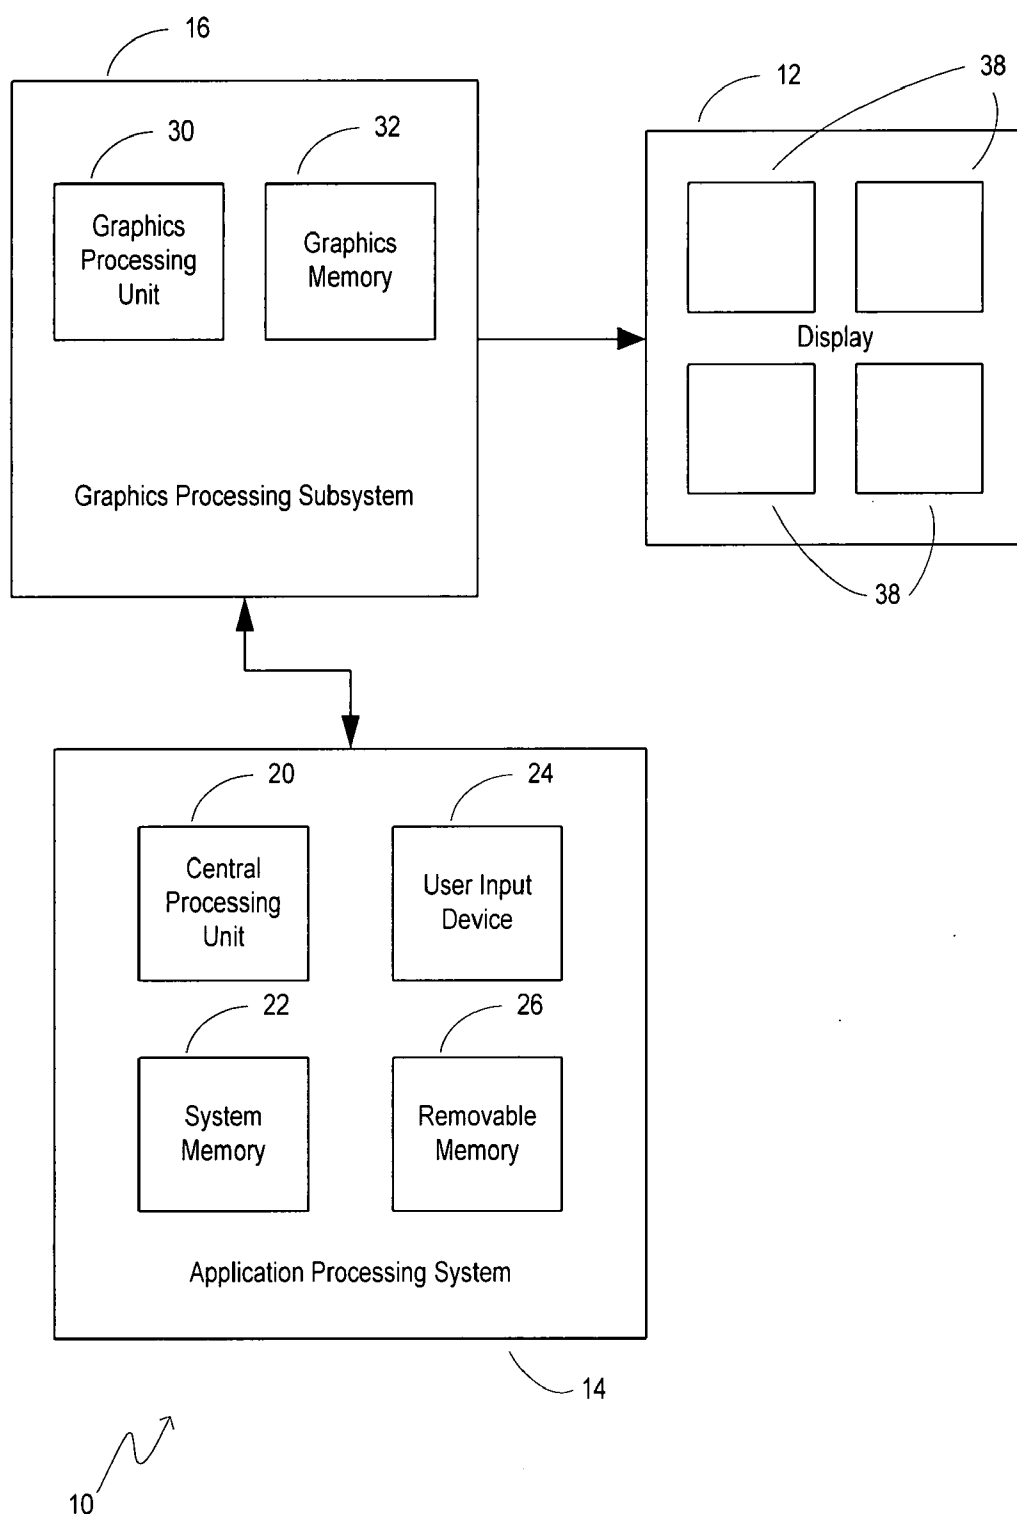 16
30
32
Graphics
Processing
Unit
Graphics
Memory
Graphics Processing Subsystem
12
38
Display
38
20
24
Central
Processing
Unit
User Input
Device
22
26
System
Memory
Removable
Memory
Application Processing System
14
10